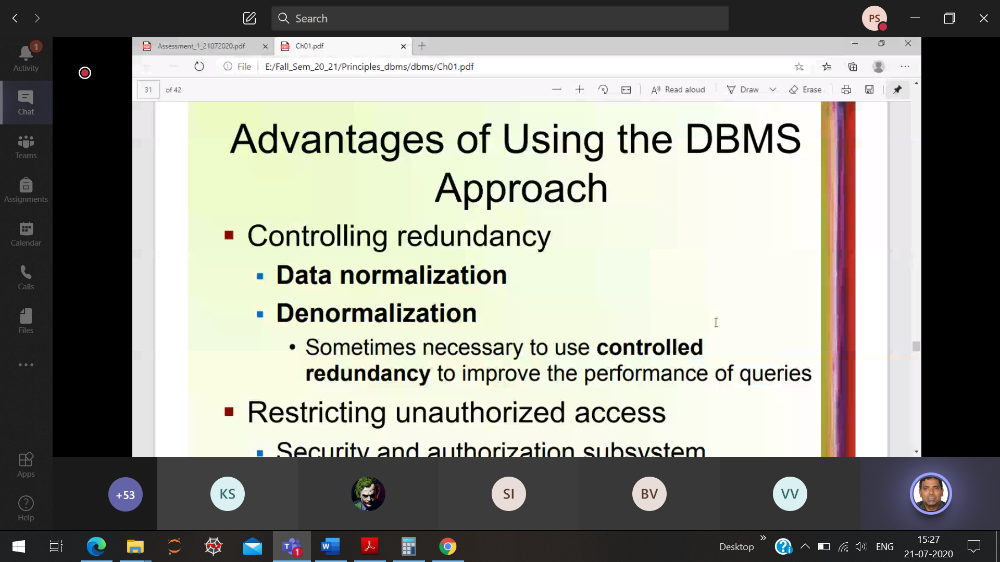 Search
PS
Assessment_1_21072020.pdf
Ch01.pdf
File
E:/Fall_Sem_20_21/Principles_dbms/dbms/Ch01.pdf
31 of 42
Read aloud
Draw
Erase
1
Activity
Chat
Teams
Assignments
Calendar
Calls
Files
Apps
Help
Advantages of Using the DBMS
Approach
Controlling redundancy
Data normalization
Denormalization
Sometimes necessary to use controlled
redundancy to improve the performance of queries
Restricting unauthorized access
Security and authorization subsystem
+53
KS
SI
BV
VV
1
Desktop
ENG
15:27
21-07-2020